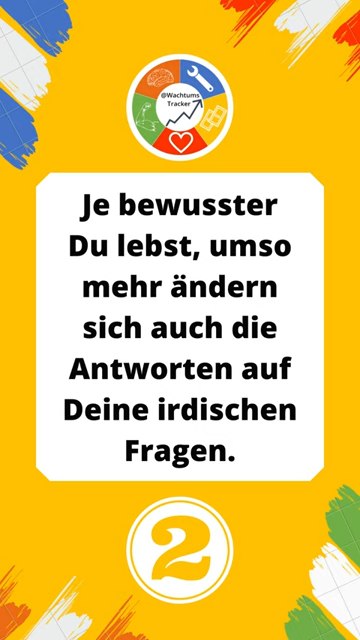 @Wachtums
Tracker
Je bewusster
Du lebst, umso
mehr ändern
sich auch die
Antworten auf
Deine irdischen
Fragen.
2